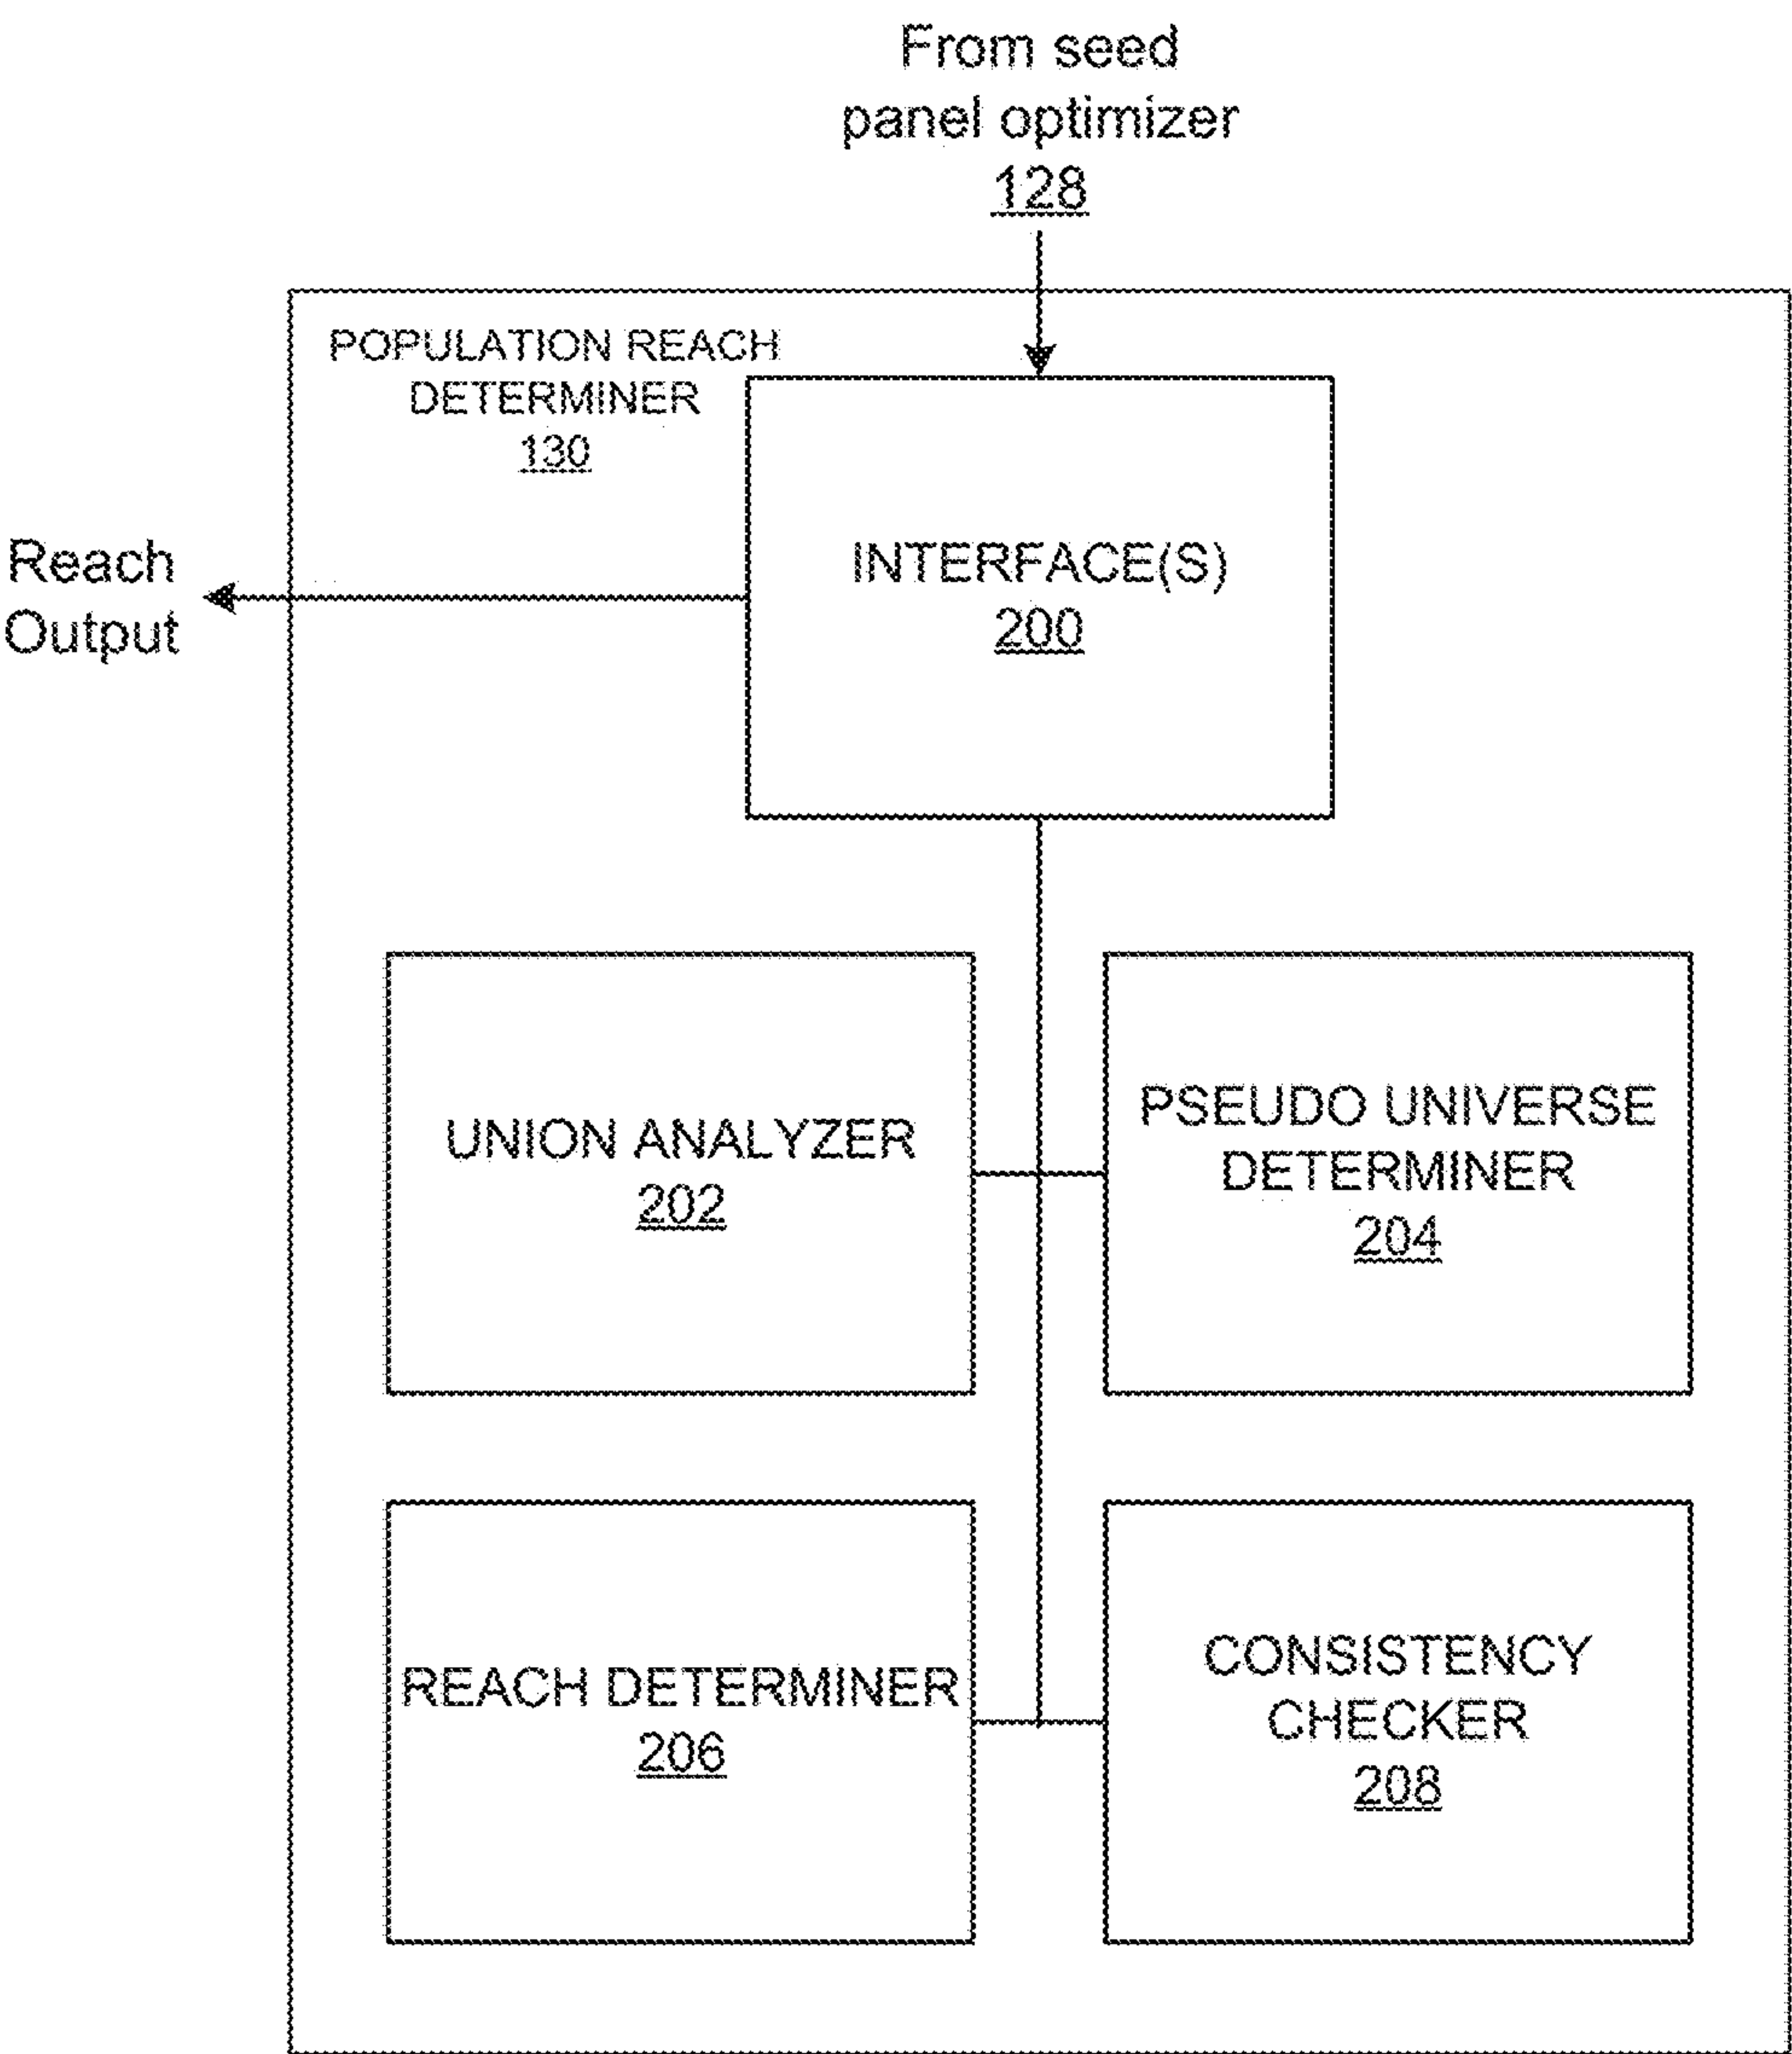 From seed
panel optimizer
128
POPULATION REACH
DETERMINER
130
INTERFACE(S)
200
Reach
Output
UNION ANALYZER
202
PSEUDO UNIVERSE
DETERMINER
204
REACH DETERMINER
206
CONSISTENCY
CHECKER
208